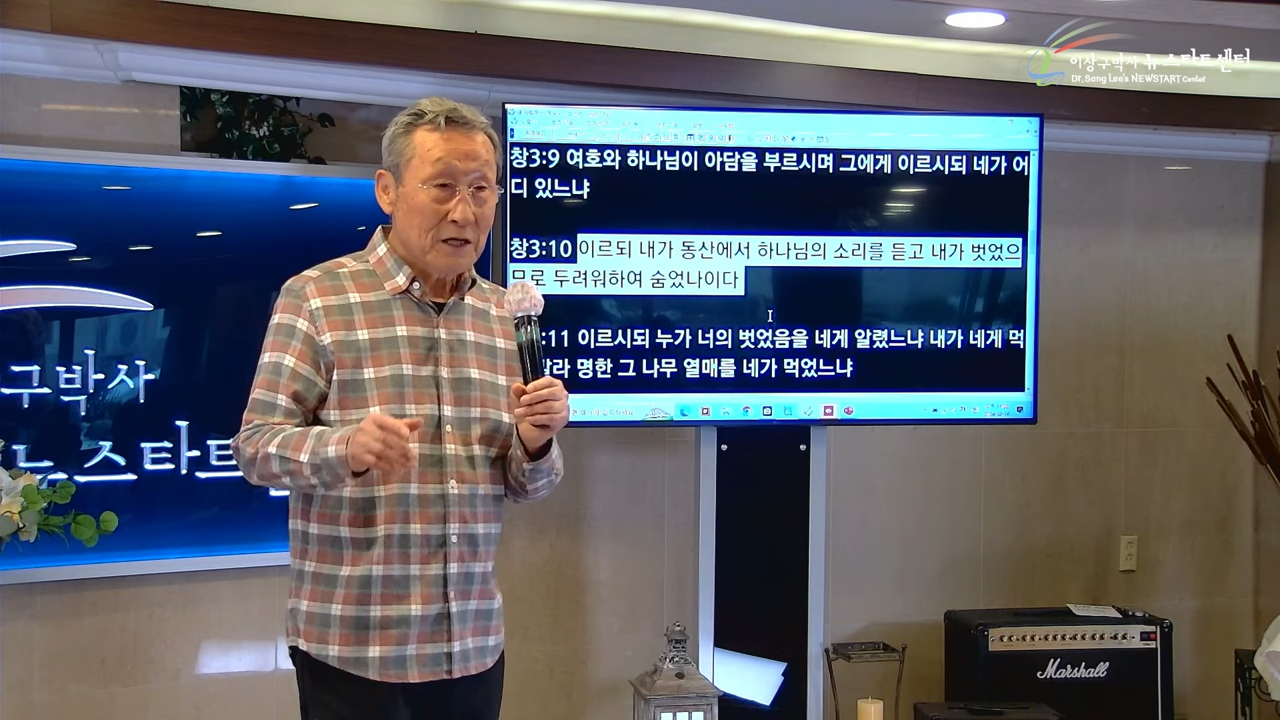 이상구박사 뉴스타트센터
Dr. Sang Lee's NEWSTART Center
창3:9 여호와 하나님이 아담을 부르시며 그에게 이르시되 네가 어
디 있느냐
창3:10 이르되 내가 동산에서 하나님의 소리를 듣고 내가 벗었으
므로 두려워하여 숨었나이다
:11 이르시되 누가 너의 벗었음을 네게 알렸느냐 내가 네게 먹
말라 명한 그 나무 열매를 네가 먹었느냐
구박사
뉴스타트
Marshall